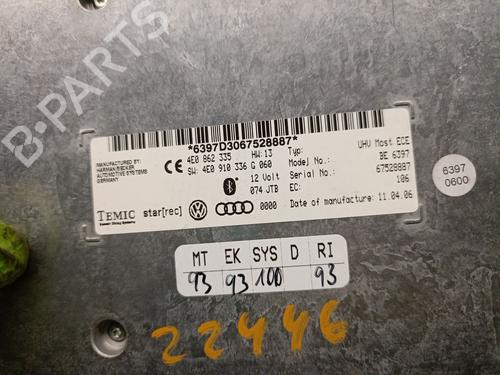 B-PARTS
*6397D3067528887*
MANUFACTURED BY:
HARMAN/BECKER
AUTOMOTIVE SYSTEMS
GERMANY
CE
4E0 862 335 HW:13
SW: 4E0 910 336 G 060
12 Volt
074 JTB
Typ: UHV Most ECE
Model No.: BE 6397
Serial No.: 67528887
EC: 106
TEMIC star[rec] 0000 Date of manufacture: 11.04.06
6397
0600
MT EK SYS D RI
93 93 100 93
22446